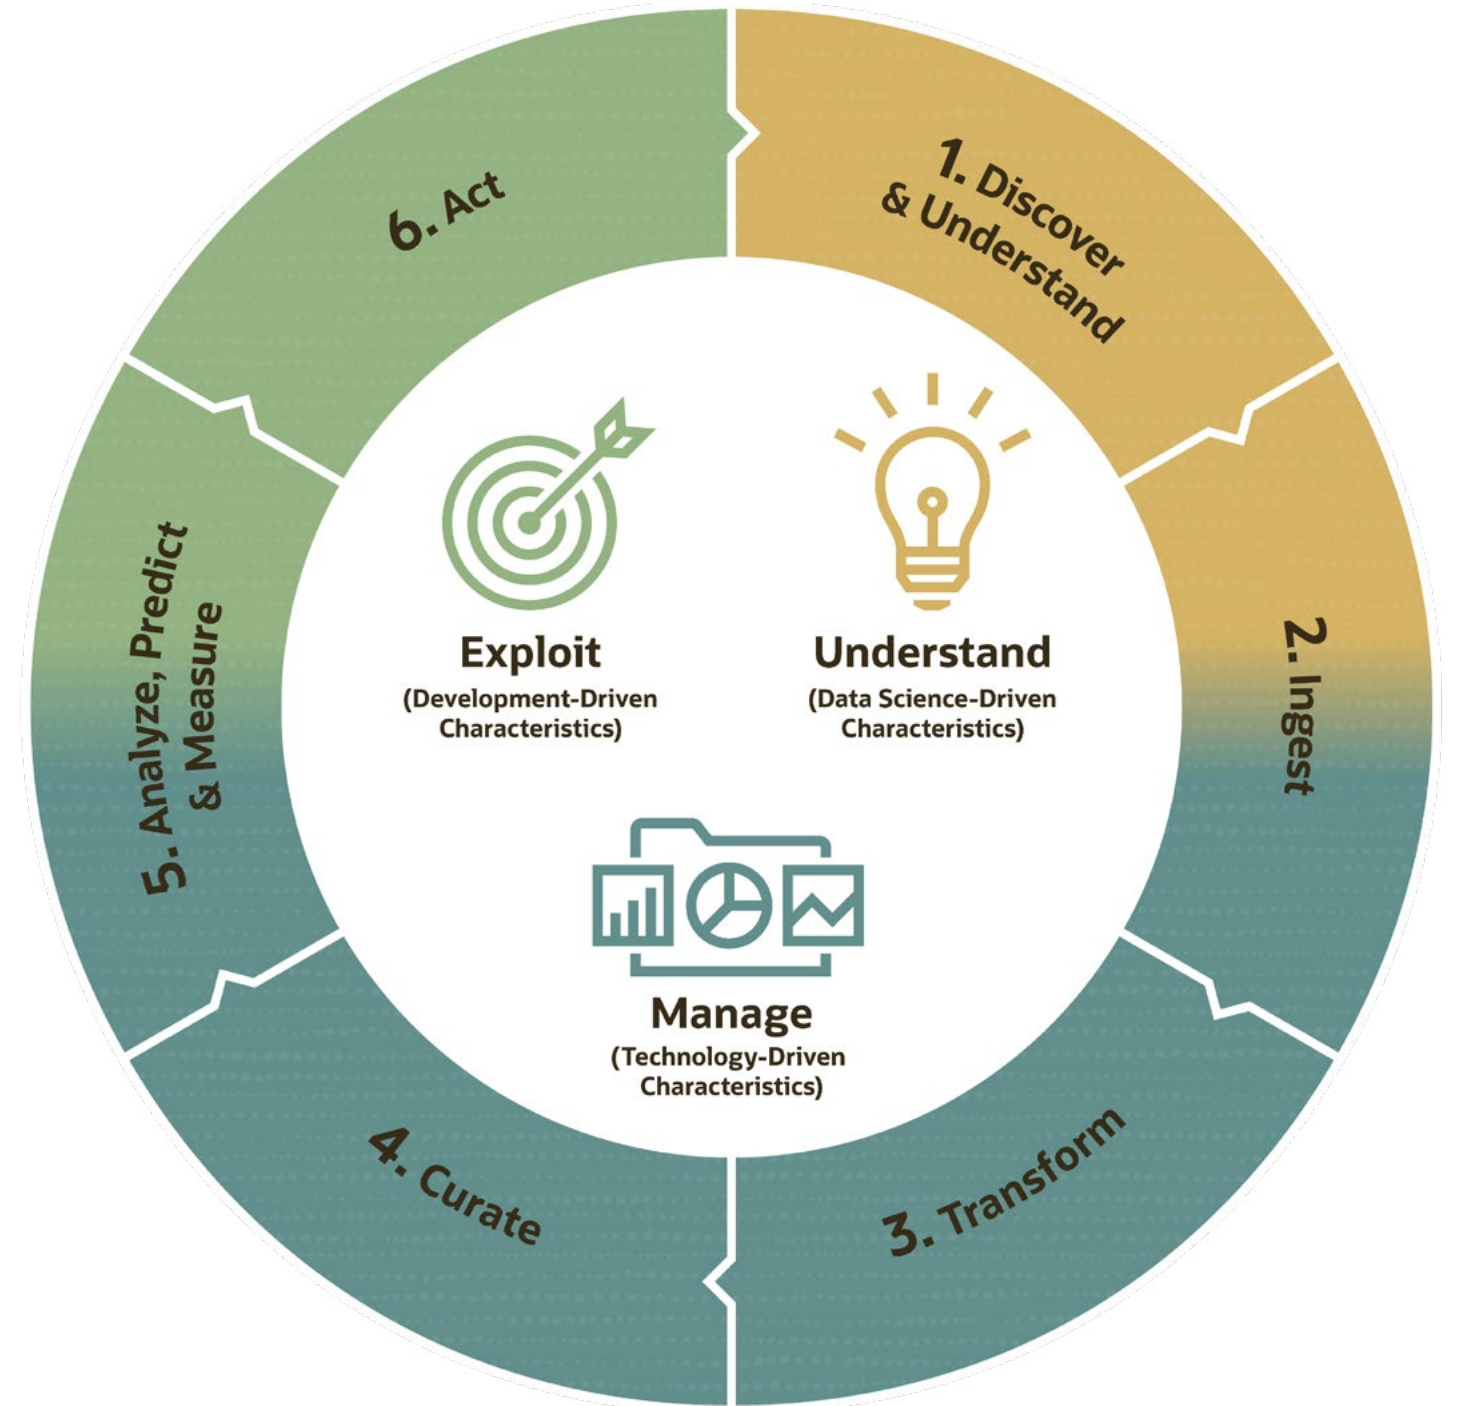 1. Discover
& Understand
2. Ingest
3. Transform
4. Curate
5. Analyze, Predict
& Measure
6. Act
Exploit
(Development-Driven
Characteristics)
Understand
(Data Science-Driven
Characteristics)
Manage
(Technology-Driven
Characteristics)